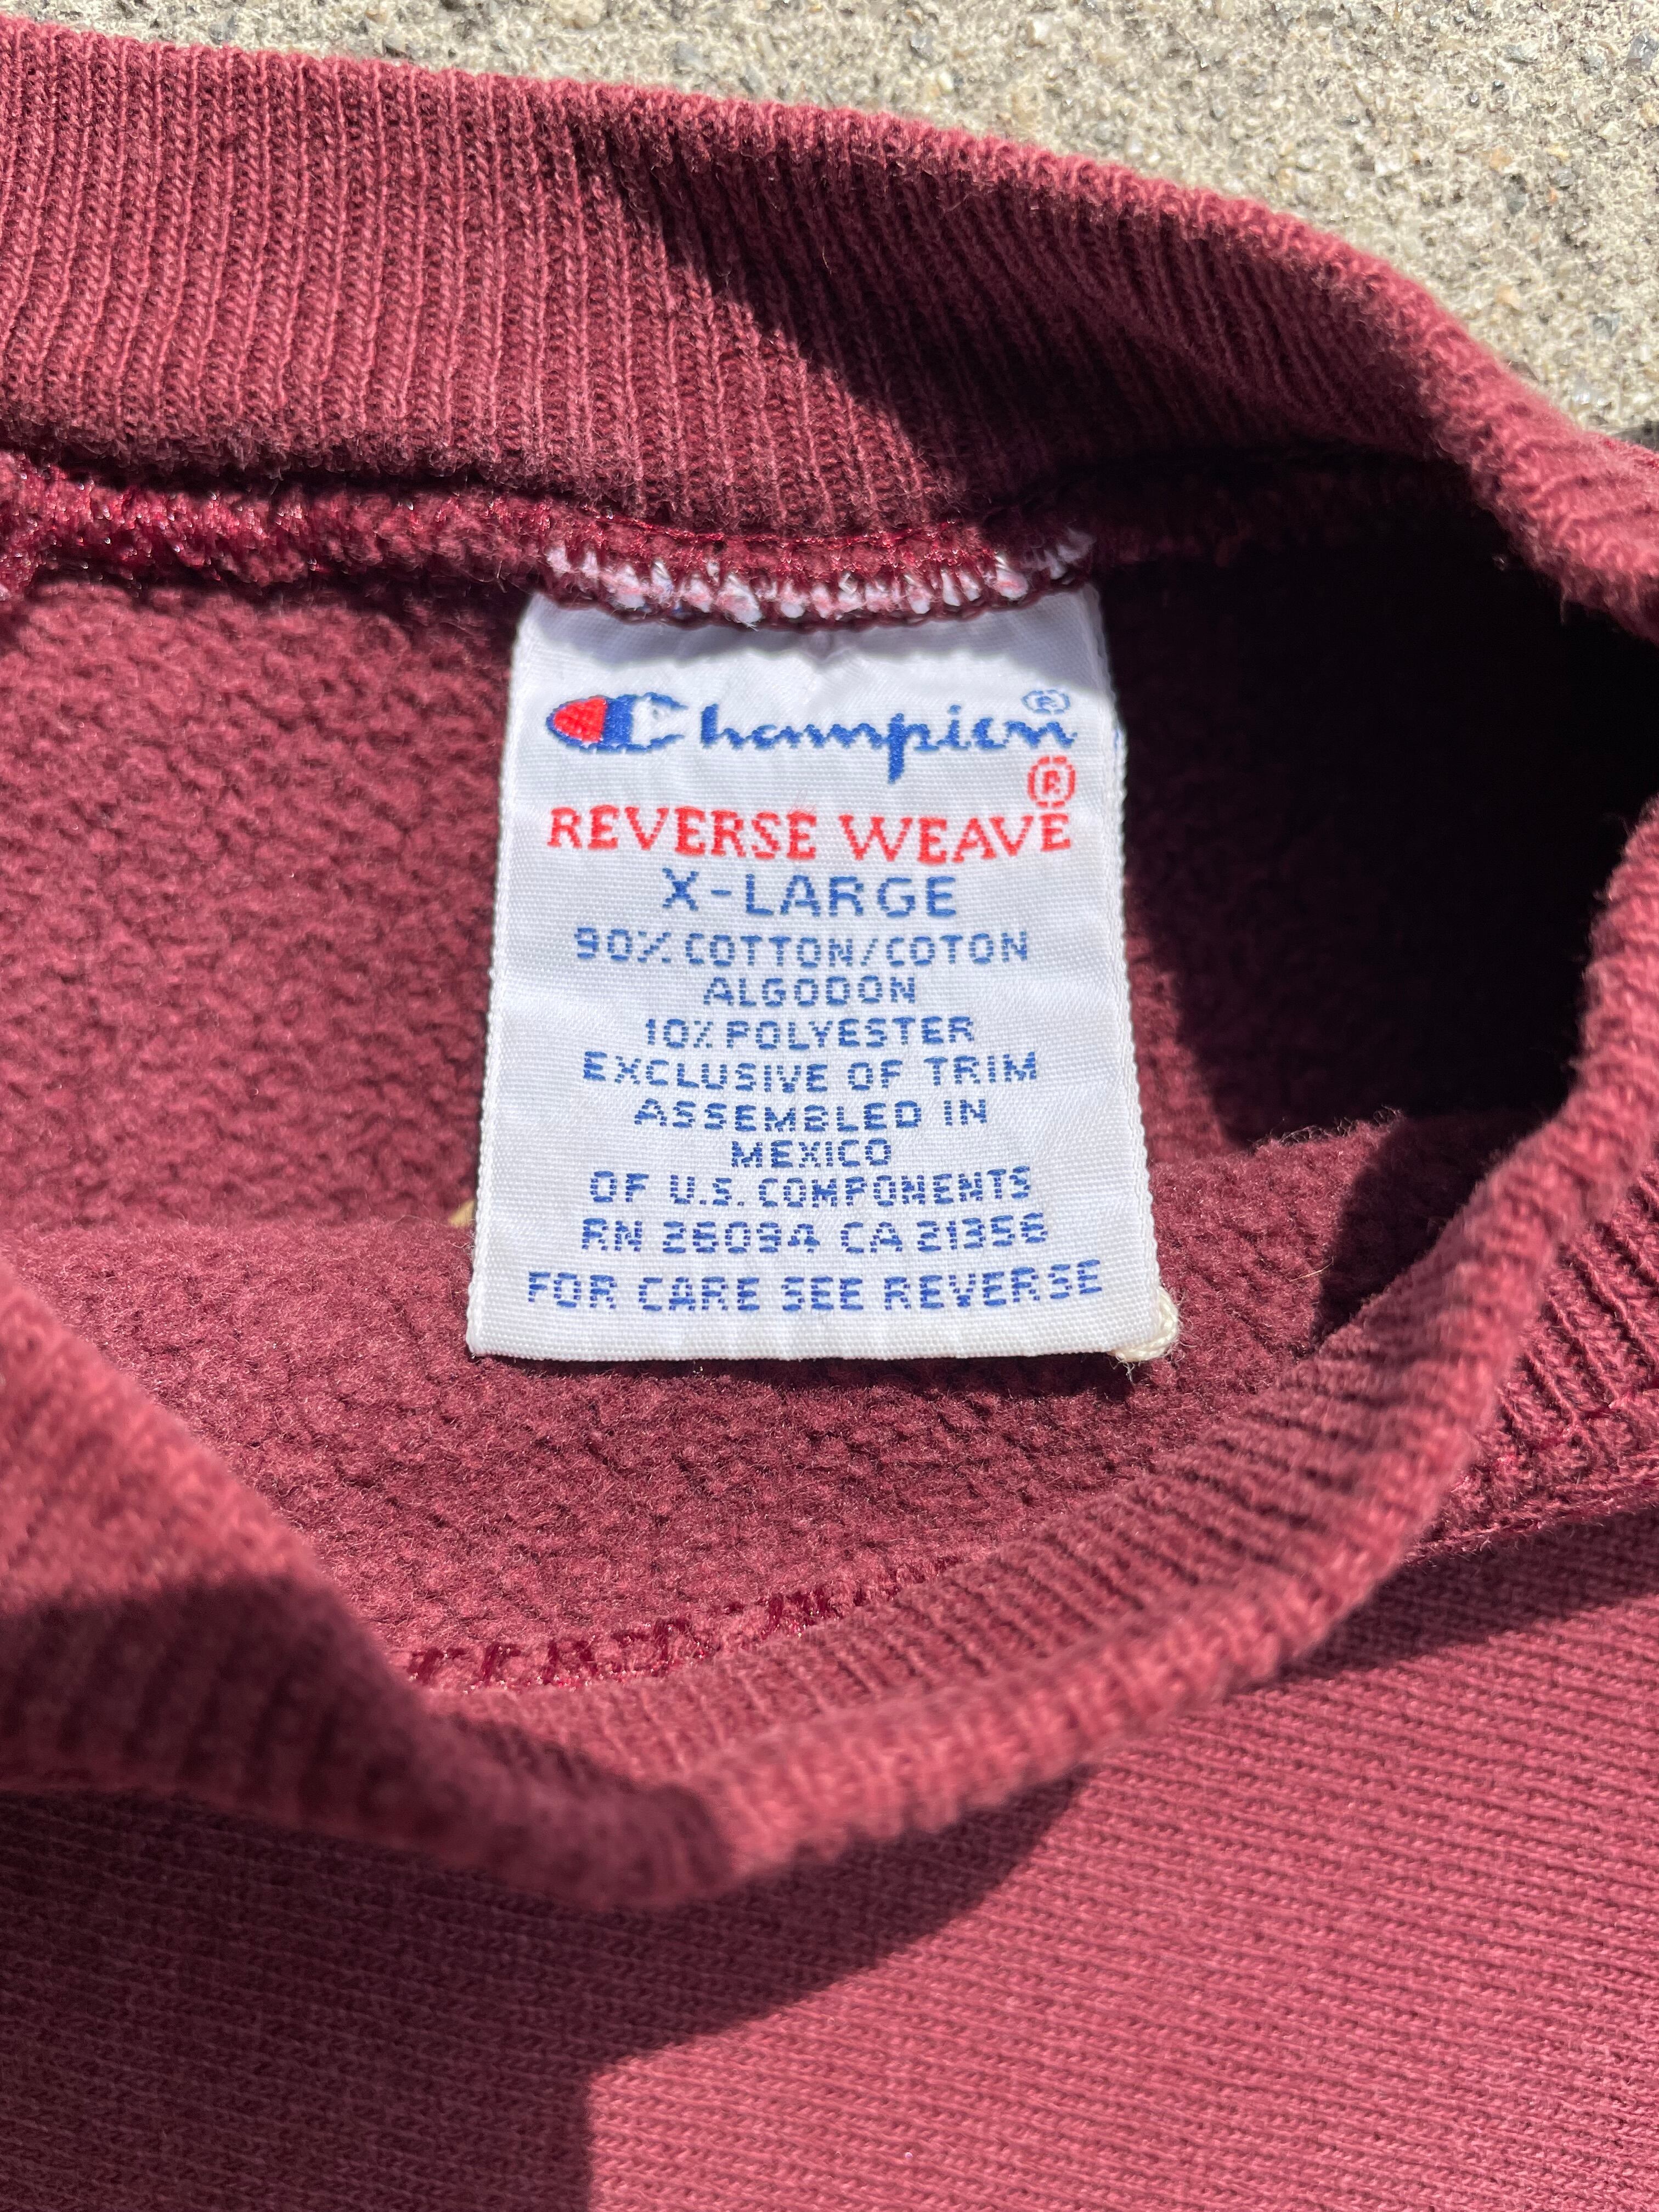 Champion®
REVERSE WEAVE®
X-LARGE
90% COTTON/COTON
ALGODON
10% POLYESTER
EXCLUSIVE OF TRIM
ASSEMBLED IN
MEXICO
OF U.S. COMPONENTS
RN 26094 CA 21356
FOR CARE SEE REVERSE